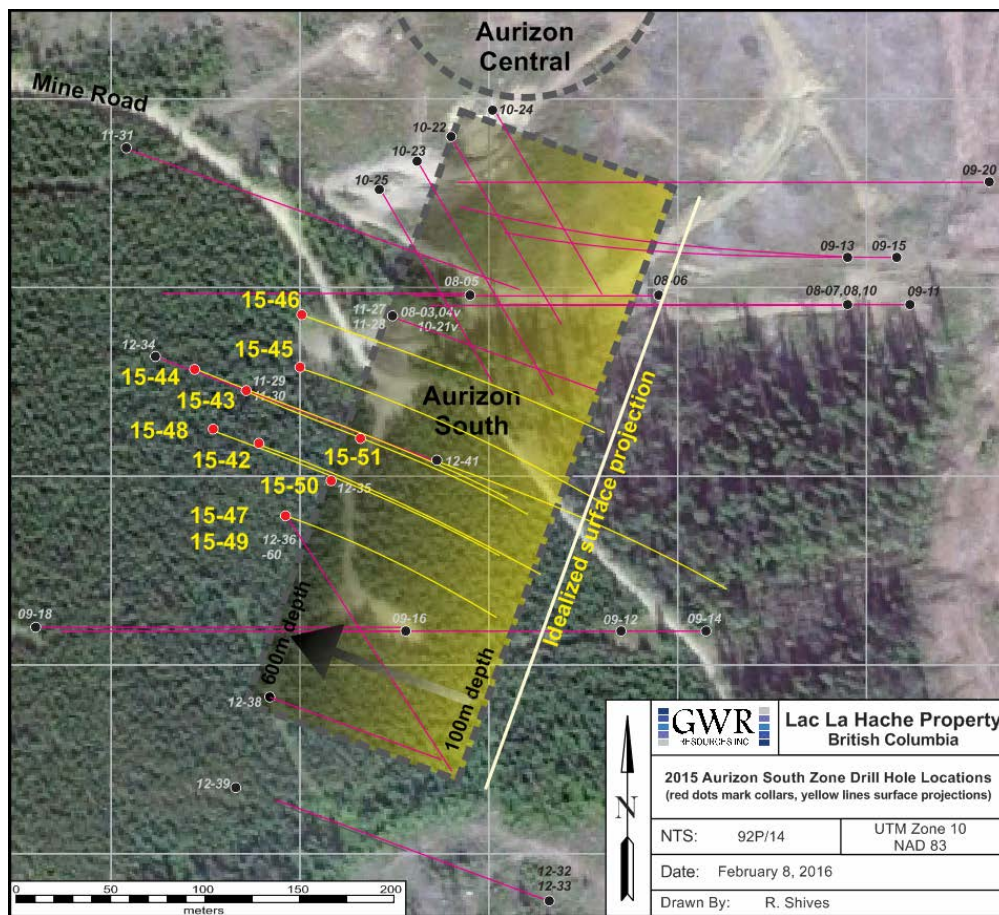 Aurizon
Central
Mine Road
10-24
10-22
11-31
10-23
10-25
09-20
09-13
09-15
08-05
08-06
15-46
11-27
11-28
08-03,04v
10-21v
08-07,08,10
09-11
15-45
12-34
15-44
11-29
11-30
15-43
Aurizon
South
15-48
15-42
15-51
12-41
15-50
12-35
15-47
15-49
12-36
-60
Idealized surface projection
09-18
09-16
09-12
09-14
600m depth
100m depth
12-38
12-39
12-32
12-33
GWR
RESOURCES INC
Lac La Hache Property
British Columbia
2015 Aurizon South Zone Drill Hole Locations
(red dots mark collars, yellow lines surface projections)
N
NTS: 92P/14
UTM Zone 10
NAD 83
Date: February 8, 2016
Drawn By: R. Shives
0 50 100 150 200
meters